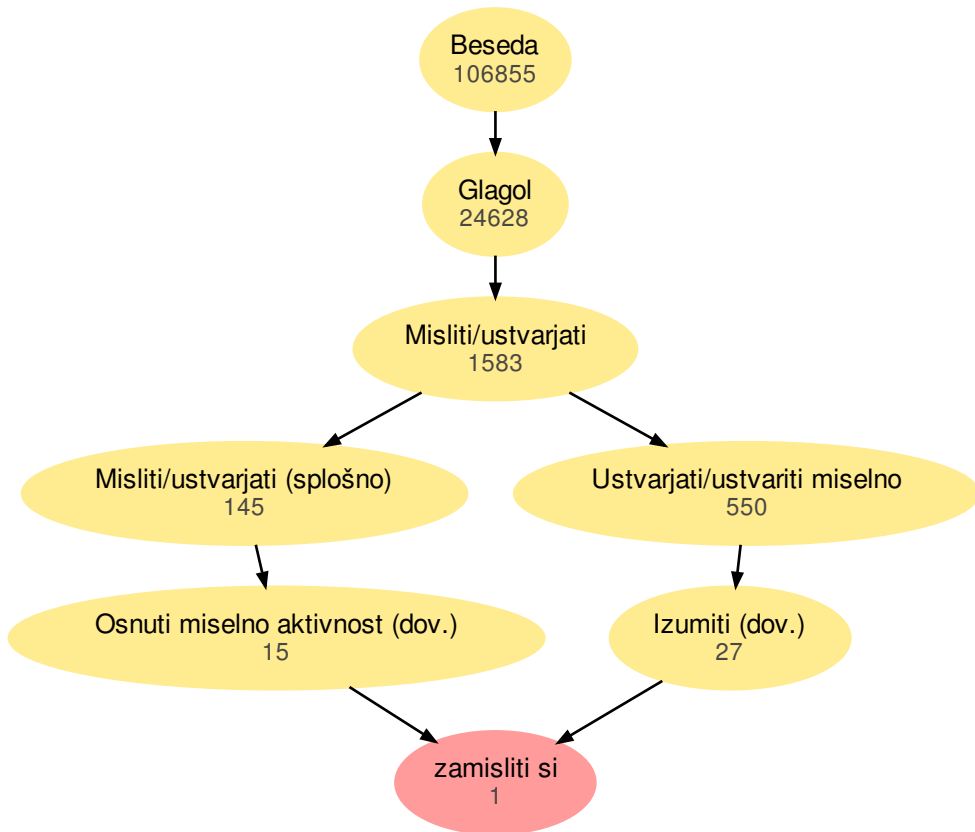 Beseda
106855
Glagol
24628
Misliti/ustvarjati
1583
Misliti/ustvarjati (splošno)
145
Ustvarjati/ustvariti miselno
550
Osnuti miselno aktivnost (dov.)
15
Izumiti (dov.)
27
zamisliti si
1